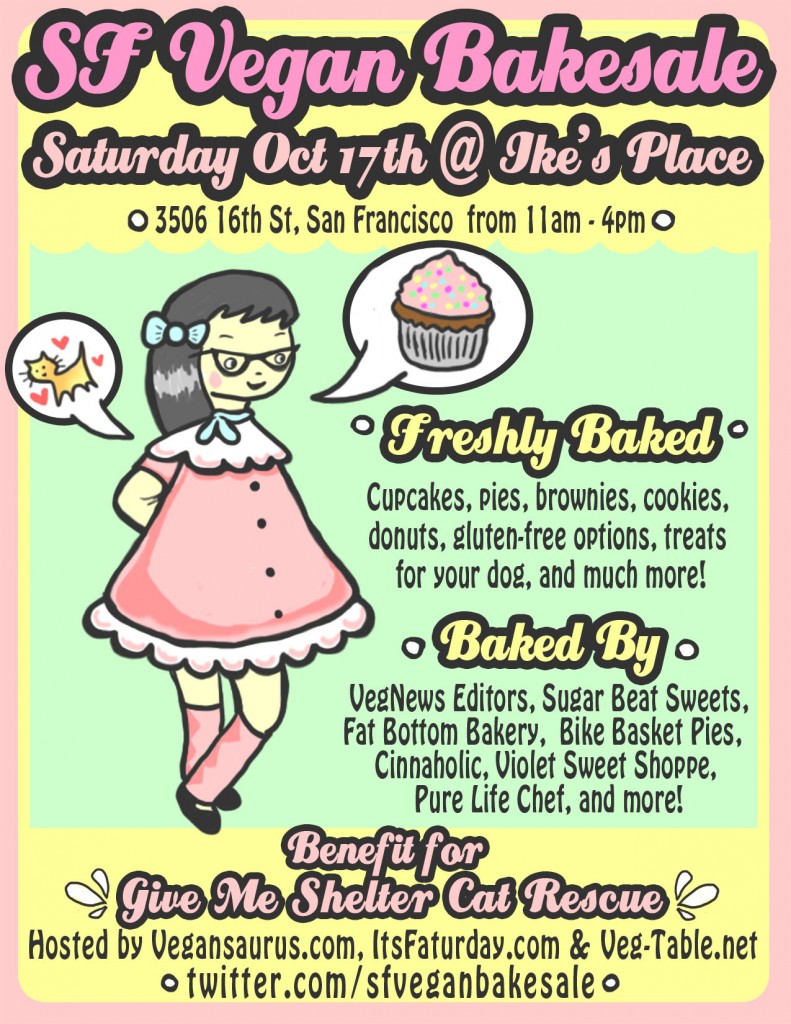 SF Vegan Bakesale
Saturday Oct 17th @ Ike's Place
3506 16th St, San Francisco from 11am - 4pm
Freshly Baked
Cupcakes, pies, brownies, cookies,
donuts, gluten-free options, treats
for your dog, and much more!
Baked By
VegNews Editors, Sugar Beat Sweets,
Fat Bottom Bakery, Bike Basket Pies,
Cinnaholic, Violet Sweet Shoppe,
Pure Life Chef, and more!
Benefit for
Give Me Shelter Cat Rescue
Hosted by Vegansaurus.com, ItsFaturday.com & Veg-Table.net
twitter.com/sfveganbakesale